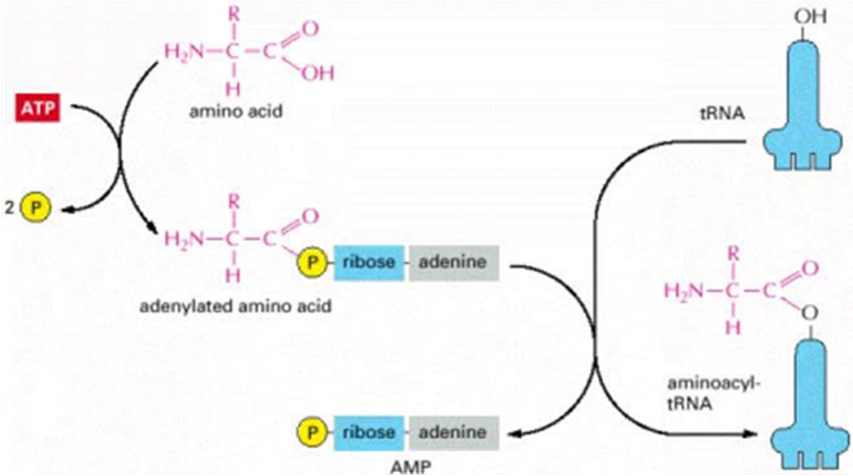 R
H₂N–C–C
O
OH
H
amino acid
ATP
2 P
R
H₂N–C–C
O
H
P ribose adenine
adenylated amino acid
OH
tRNA
R
H₂N–C–C
O
O
H
aminoacyl-
tRNA
P ribose adenine
AMP